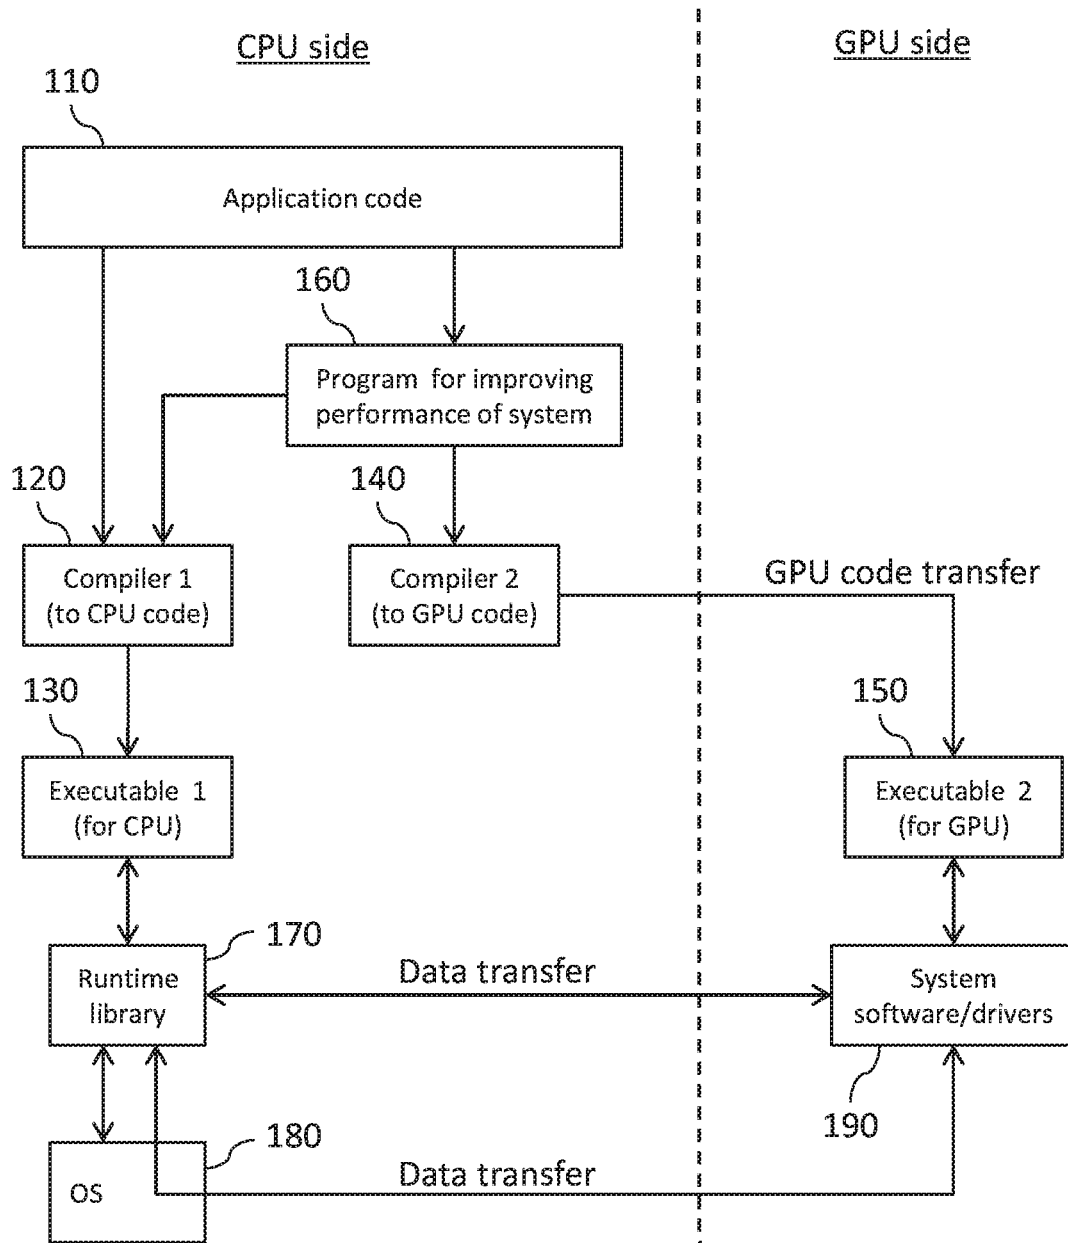 CPU side
GPU side
110
Application code
160
Program for improving
performance of system
120
140
Compiler 1
(to CPU code)
Compiler 2
(to GPU code)
GPU code transfer
130
150
Executable 1
(for CPU)
Executable 2
(for GPU)
170
Runtime
library
Data transfer
System
software/drivers
190
180
OS
Data transfer